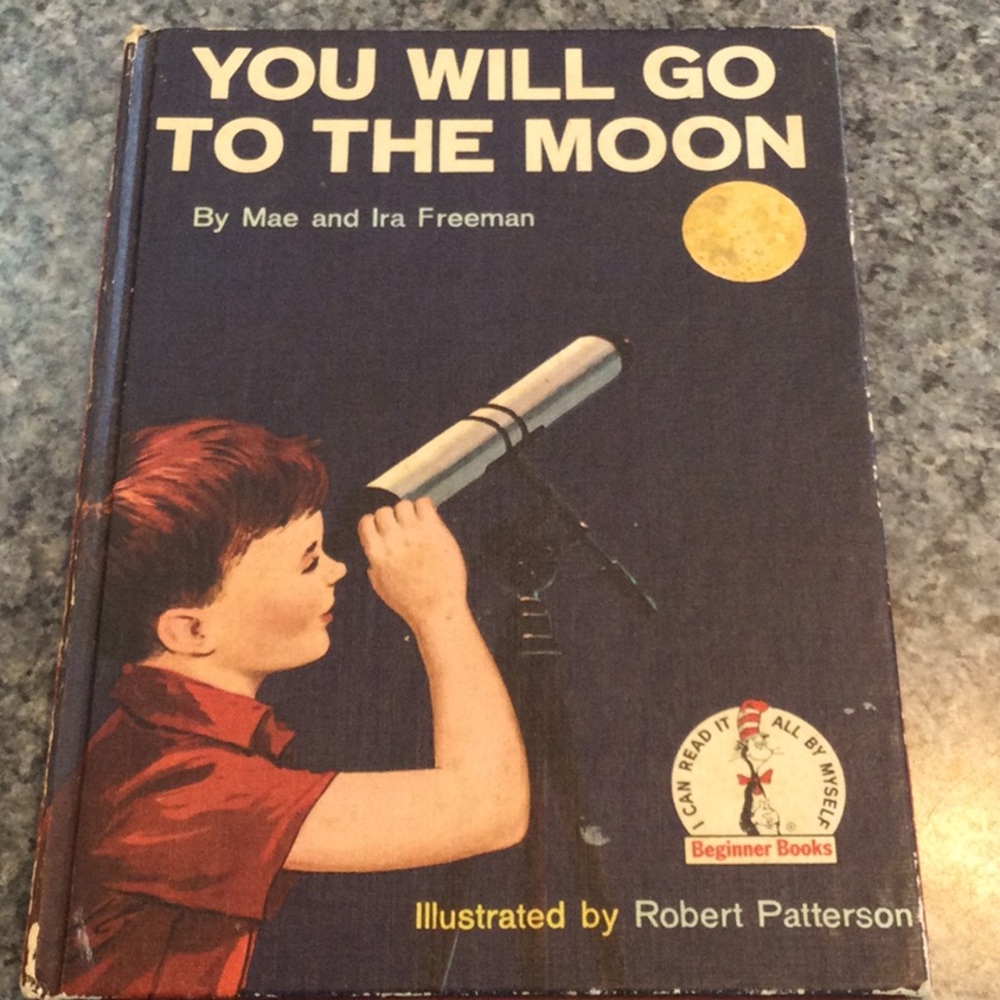 YOU WILL GO
TO THE MOON
By Mae and Ira Freeman
I CAN READ IT ALL BY MYSELF
®
Beginner Books
Illustrated by Robert Patterson